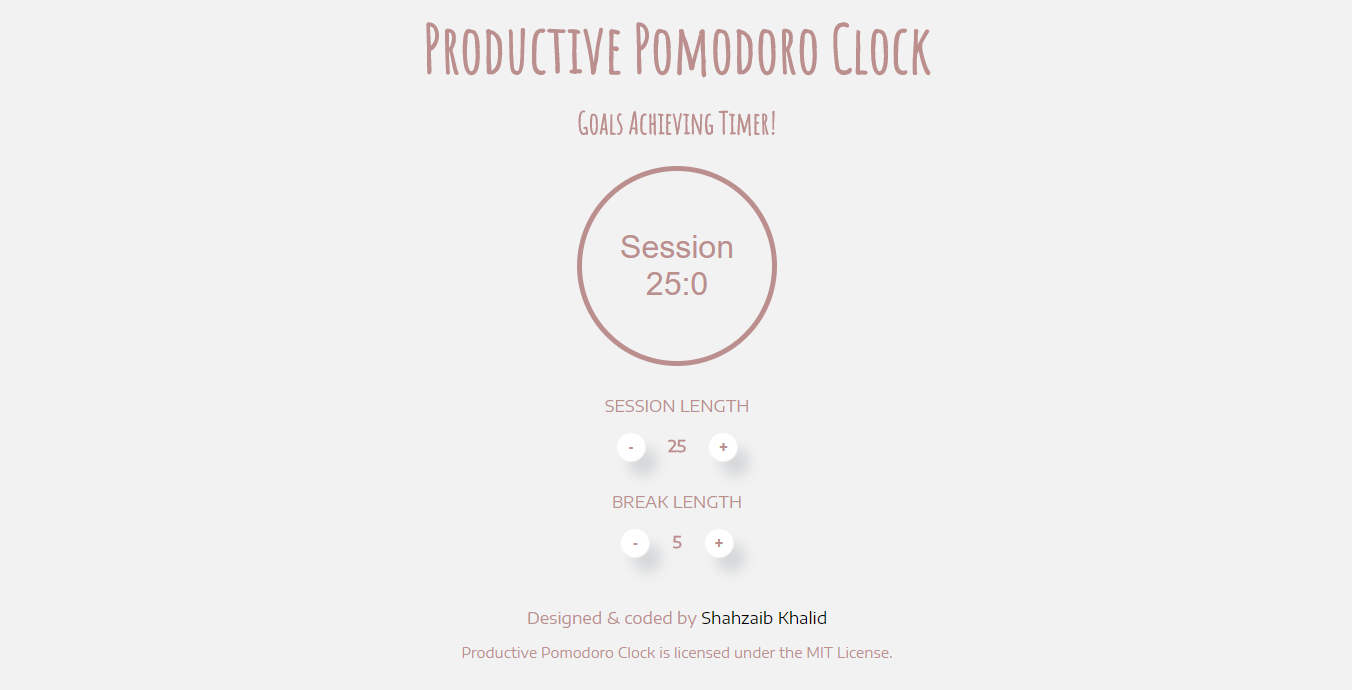 Productive Pomodoro Clock
Goals Achieving Timer!
Session
25:0
SESSION LENGTH
- 25 +
BREAK LENGTH
- 5 +
Designed & coded by Shahzaib Khalid
Productive Pomodoro Clock is licensed under the MIT License.